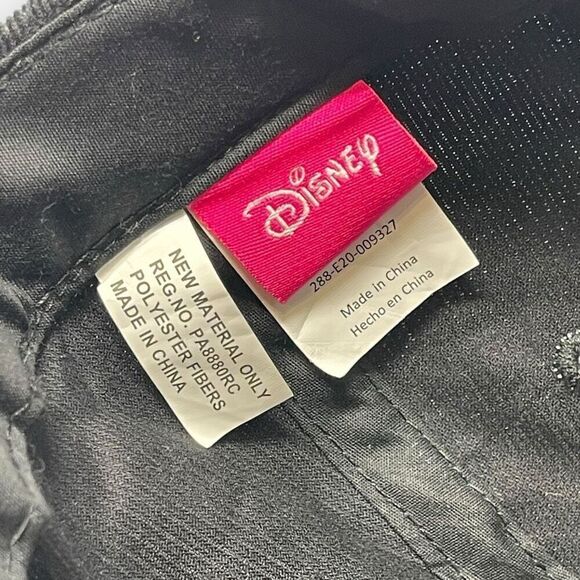 Disney
288-E20-009327
Made in China
Hecho en China
NEW MATERIAL ONLY
REG.NO. PA8880RC
POLYESTER FIBERS
MADE IN CHINA